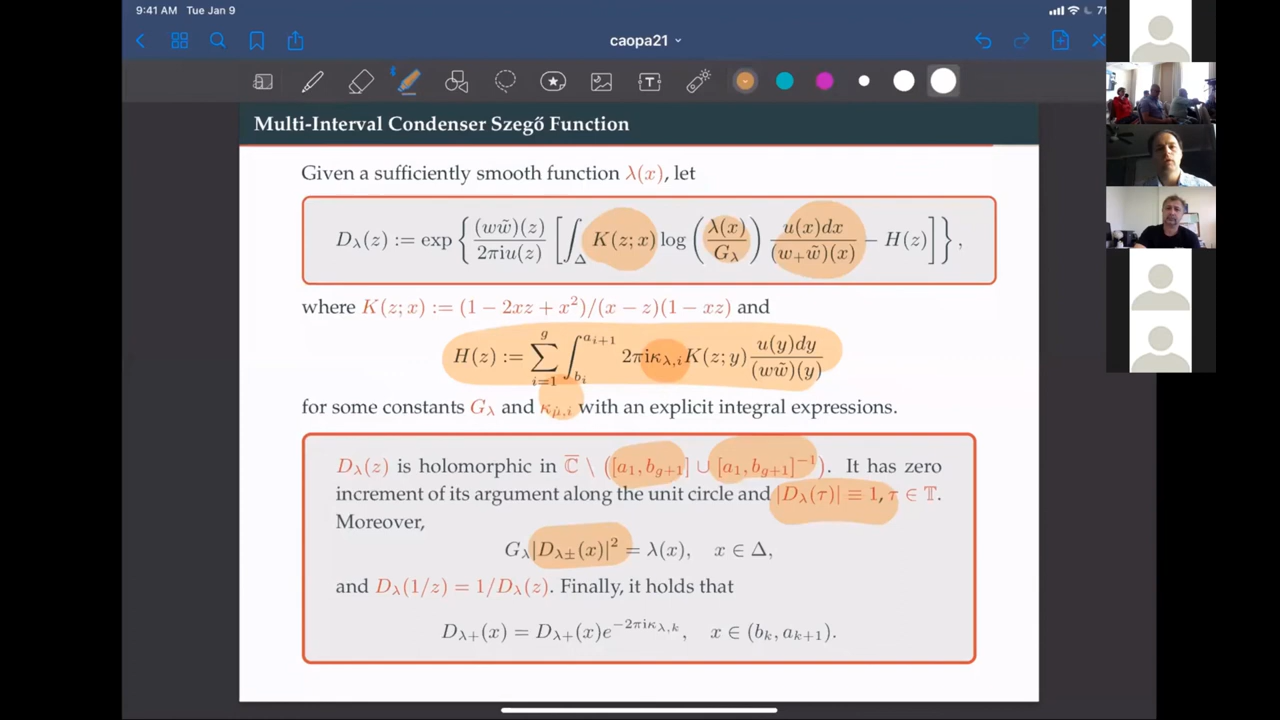 9:41 AM Tue Jan 9
caopa21
Multi-Interval Condenser Szegő Function
Given a sufficiently smooth function λ(x), let
D_λ(z) := exp { (ww̃)(z) / 2πiu(z) [ ∫_Δ K(z; x) log ( λ(x) / G_λ ) u(x)dx / (w₊w̃)(x) − H(z) ] } ,
where K(z; x) := (1 − 2xz + x²)/(x − z)(1 − xz) and
H(z) := ∑_{i=1}^{g} ∫_{b_i}^{a_{i+1}} 2πiκ_{λ,i} K(z; y) u(y)dy / (ww̃)(y)
for some constants G_λ and κ_{μ̇,i} with an explicit integral expressions.
D_λ(z) is holomorphic in ℂ̅ \ ([a₁, b_{g+1}] ∪ [a₁, b_{g+1}]⁻¹). It has zero
increment of its argument along the unit circle and |D_λ(τ)| ≡ 1, τ ∈ 𝕋.
Moreover,
G_λ|D_{λ±}(x)|² = λ(x), x ∈ Δ,
and D_λ(1/z) = 1/D_λ(z). Finally, it holds that
D_{λ+}(x) = D_{λ+}(x)e^{−2πiκ_{λ,k}}, x ∈ (b_k, a_{k+1}).